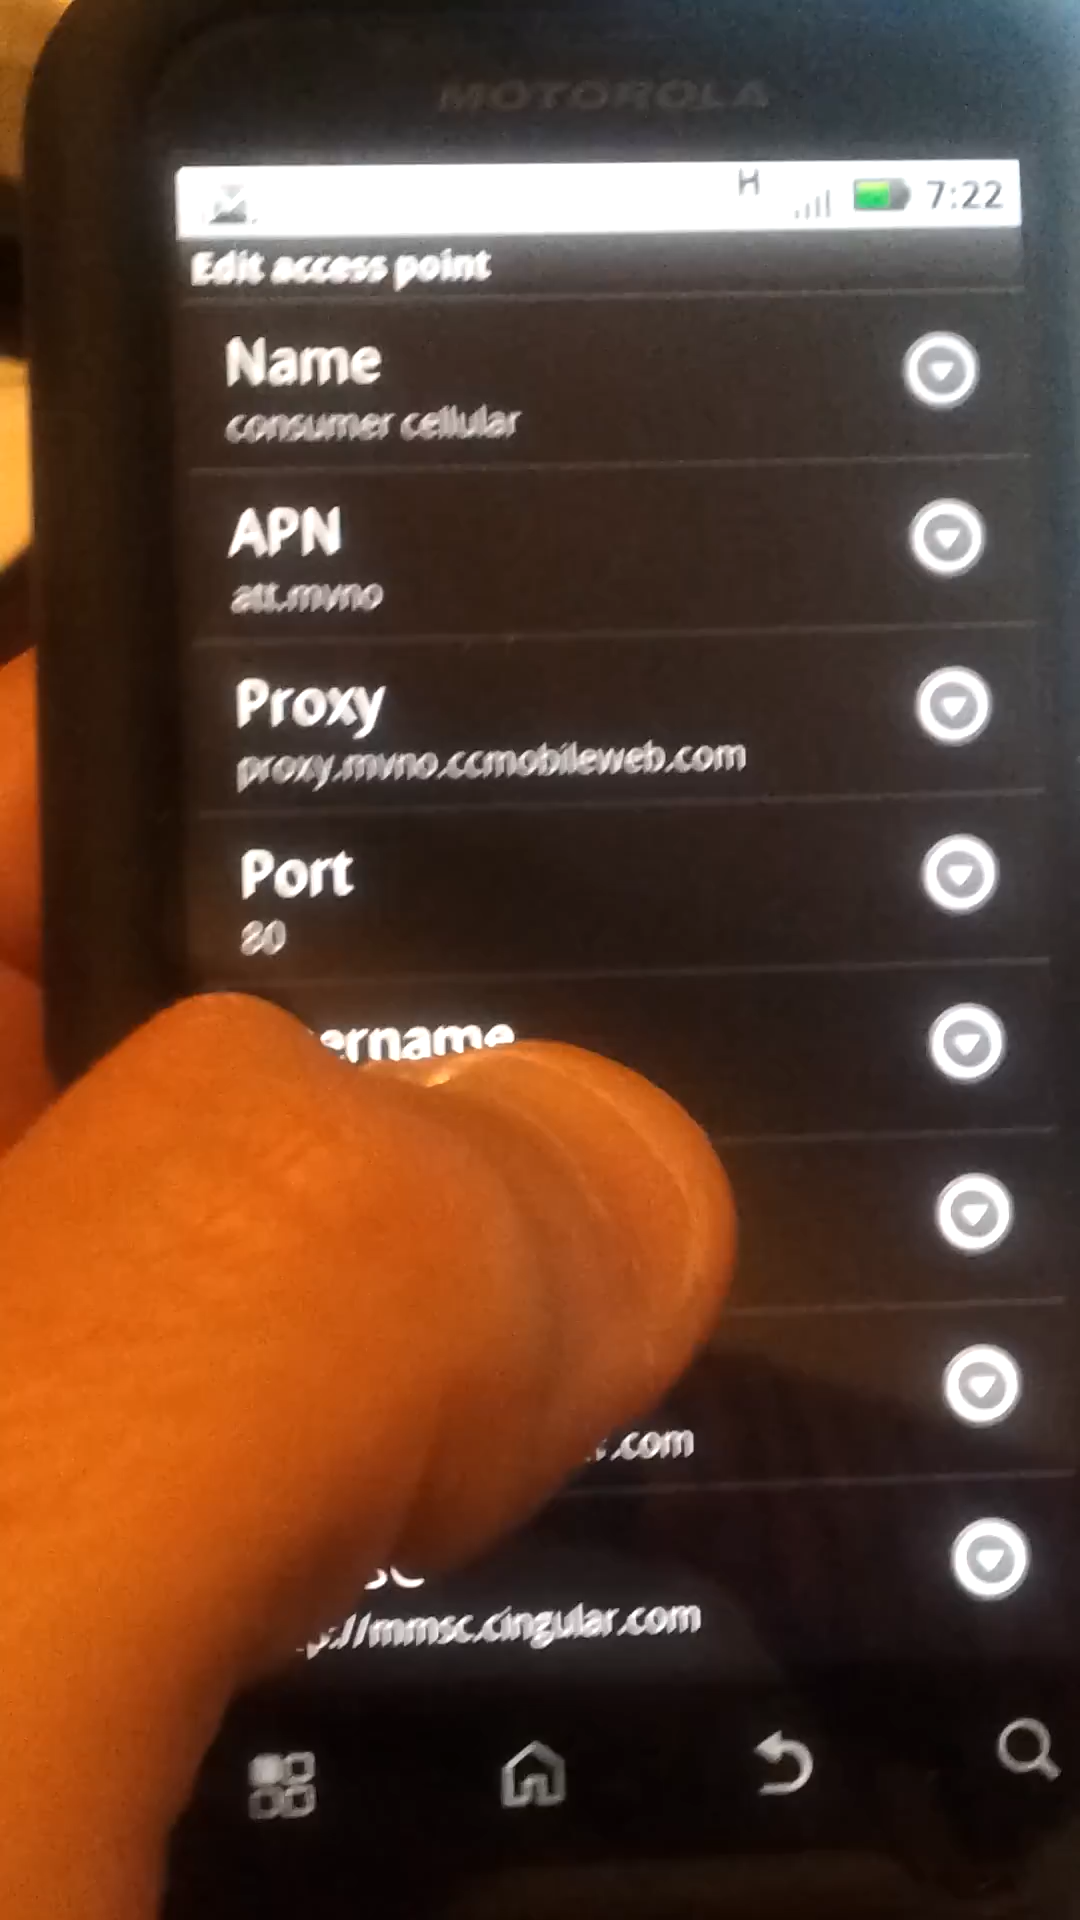 MOTOROLA
H 7:22
Edit access point
Name
consumer cellular
APN
att.mvno
Proxy
proxy.mvno.ccmobileweb.com
Port
80
ername
.com
://mmsc.cingular.com